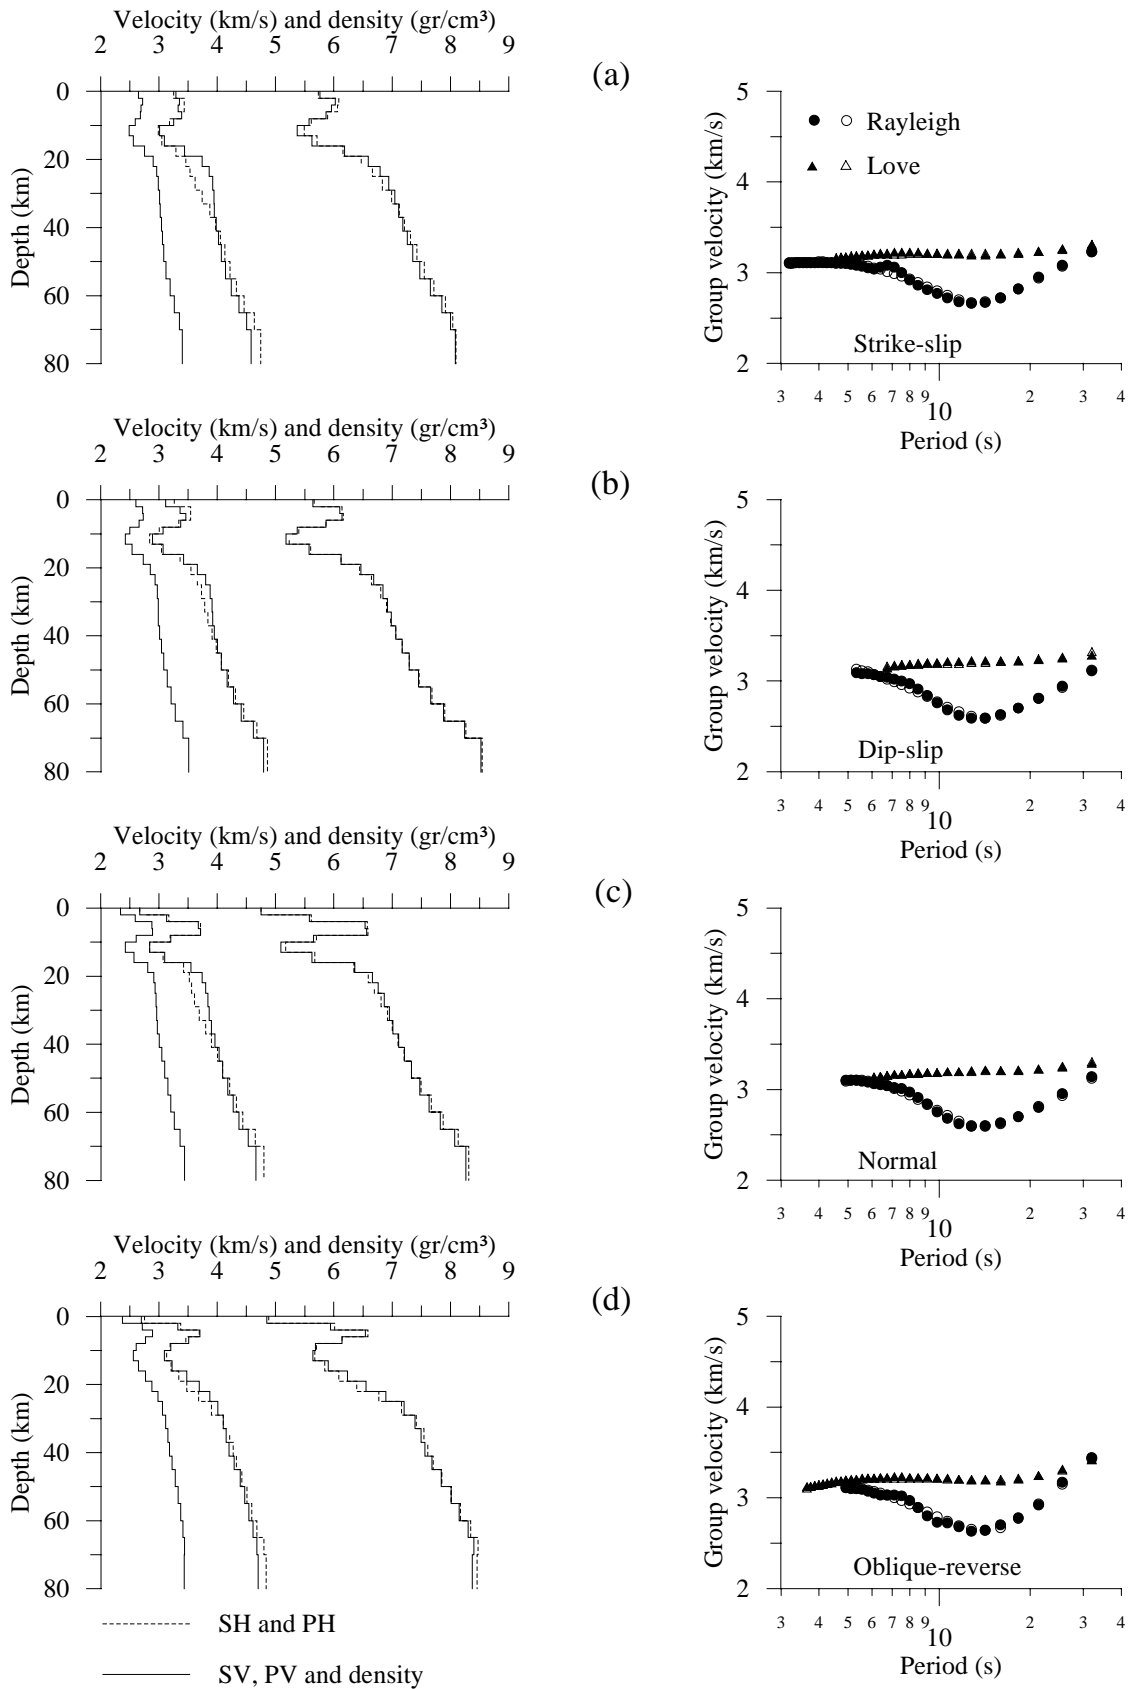 Velocity (km/s) and density (gr/cm³)
2 3 4 5 6 7 8 9
0
20
40
60
80
Depth (km)
(a)
5
4
3
2
Group velocity (km/s)
Rayleigh
Love
Strike-slip
3 4 5 6 7 8 9 10 2 3 4
Period (s)
Velocity (km/s) and density (gr/cm³)
2 3 4 5 6 7 8 9
0
20
40
60
80
Depth (km)
(b)
5
4
3
2
Group velocity (km/s)
Dip-slip
3 4 5 6 7 8 9 10 2 3 4
Period (s)
Velocity (km/s) and density (gr/cm³)
2 3 4 5 6 7 8 9
0
20
40
60
80
Depth (km)
(c)
5
4
3
2
Group velocity (km/s)
Normal
3 4 5 6 7 8 9 10 2 3 4
Period (s)
Velocity (km/s) and density (gr/cm³)
2 3 4 5 6 7 8 9
0
20
40
60
80
Depth (km)
(d)
5
4
3
2
Group velocity (km/s)
Oblique-reverse
3 4 5 6 7 8 9 10 2 3 4
Period (s)
SH and PH
SV, PV and density